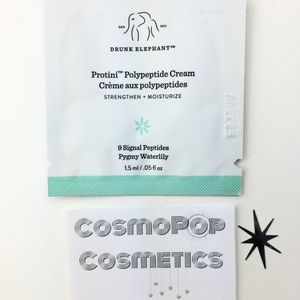 DRUNK ELEPHANT™
Protini™ Polypeptide Cream
Crème aux polypeptides
STRENGTHEN + MOISTURIZE
9 Signal Peptides
Pygmy Waterlily
1.5 ml / .05 fl oz
COSMOPOP
COSMETICS